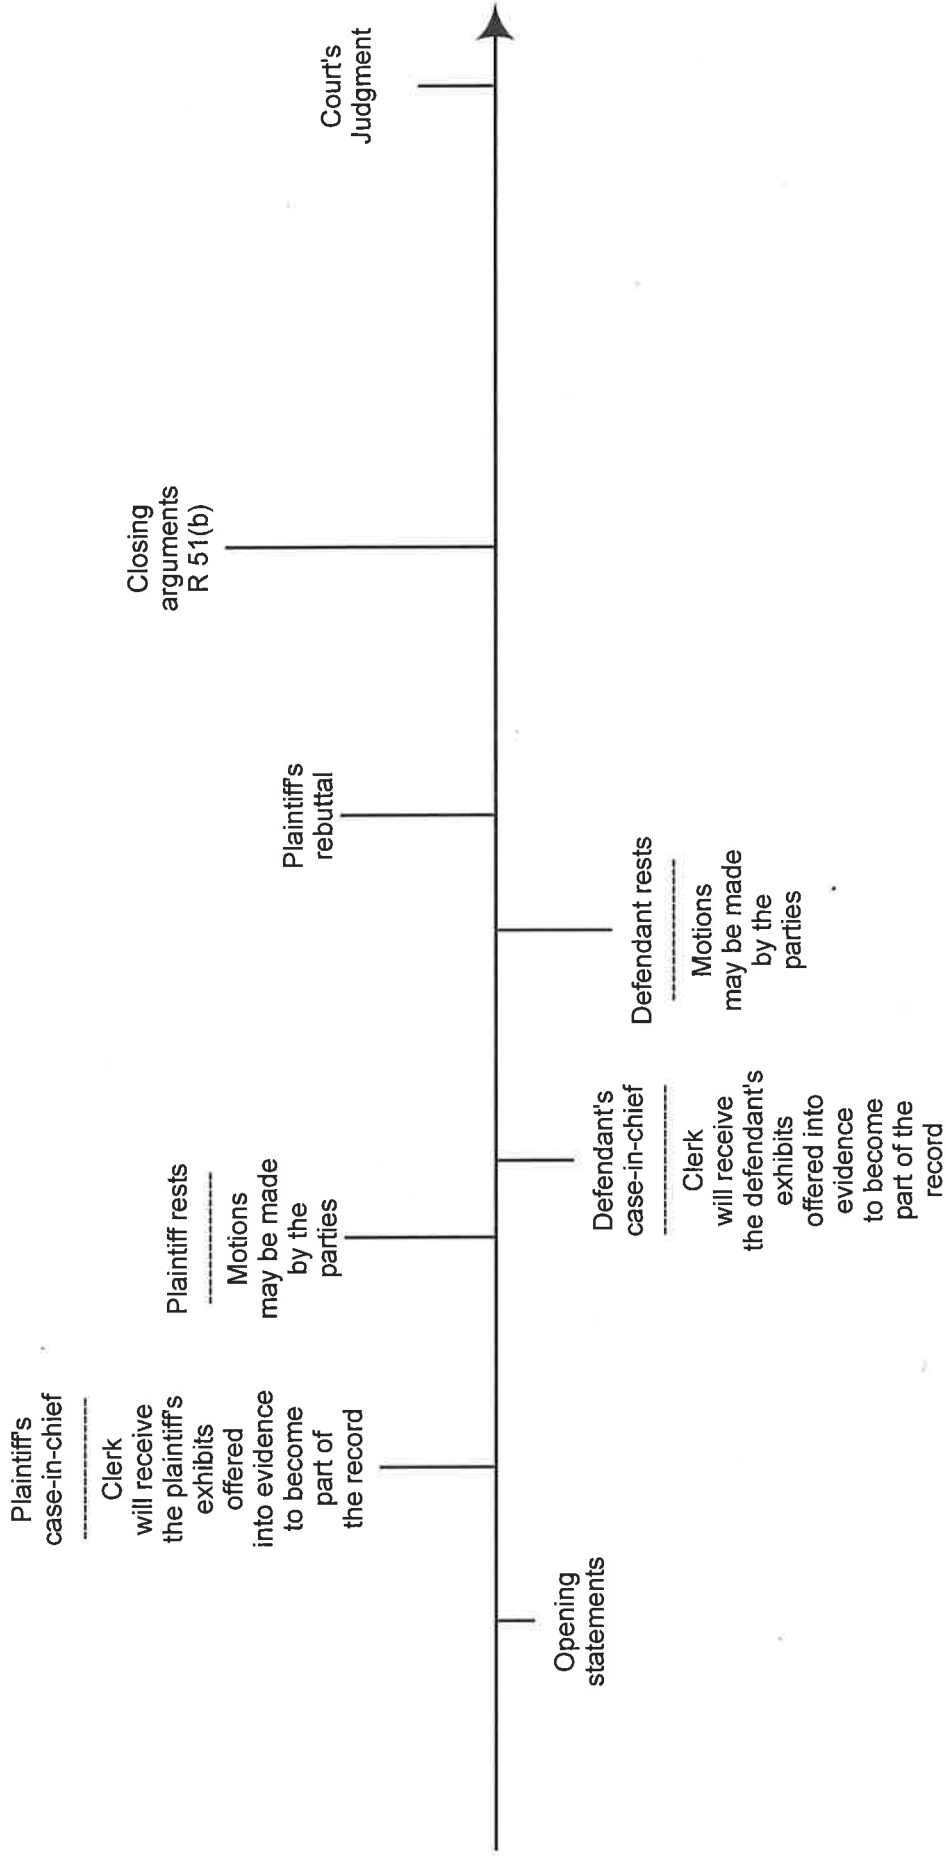 Opening
statements
Plaintiff's
case-in-chief
Clerk
will receive
the plaintiff's
exhibits
offered
into evidence
to become
part of
the record
Plaintiff rests
Motions
may be made
by the
parties
Defendant's
case-in-chief
Clerk
will receive
the defendant's
exhibits
offered into
evidence
to become
part of the
record
Defendant rests
Motions
may be made
by the
parties
Plaintiff's
rebuttal
Closing
arguments
R 51(b)
Court's
Judgment